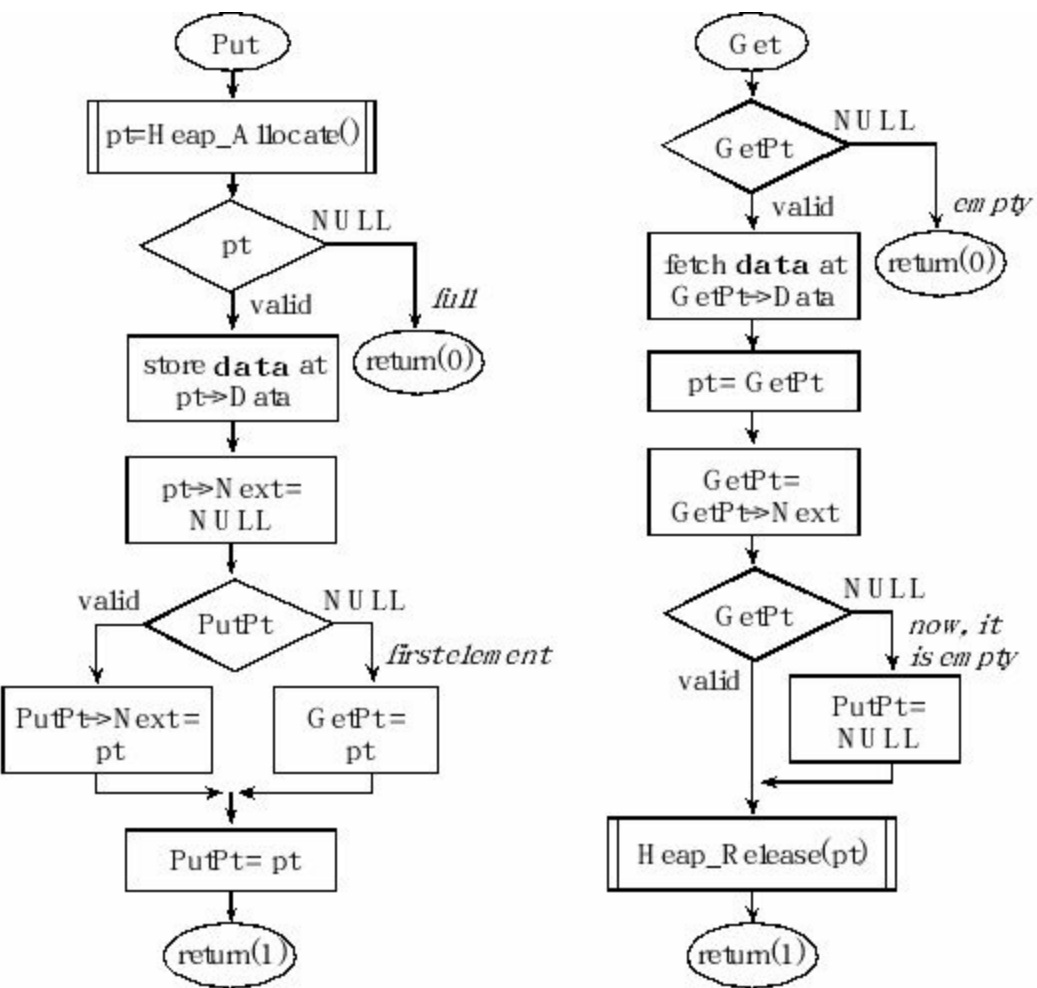 Put
pt=Heap_Allocate()
pt
NULL
valid
full
return(0)
store data at
pt->Data
pt->Next=
NULL
PutPt
valid
NULL
first element
PutPt->Next=
pt
GetPt=
pt
PutPt= pt
return(1)
Get
GetPt
NULL
valid
empty
return(0)
fetch data at
GetPt->Data
pt= GetPt
GetPt=
GetPt->Next
GetPt
NULL
now, it
is empty
valid
PutPt=
NULL
Heap_Release(pt)
return(1)